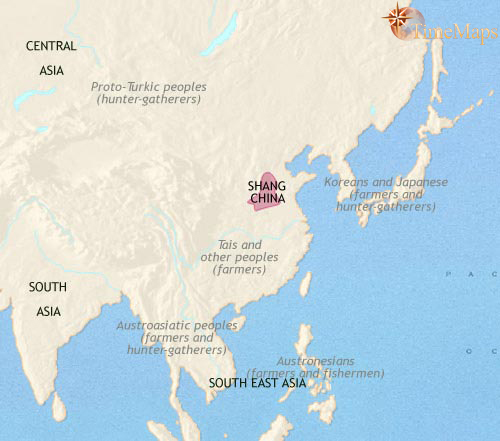 TimeMaps
CENTRAL
ASIA
Proto-Turkic peoples
(hunter-gatherers)
SHANG
CHINA
Koreans and Japanese
(farmers and
hunter-gatherers)
Tais and
other peoples
(farmers)
P A C
SOUTH
ASIA
Austroasiatic peoples
(farmers and
hunter-gatherers)
O C
Austronesians
(farmers and fishermen)
SOUTH EAST ASIA